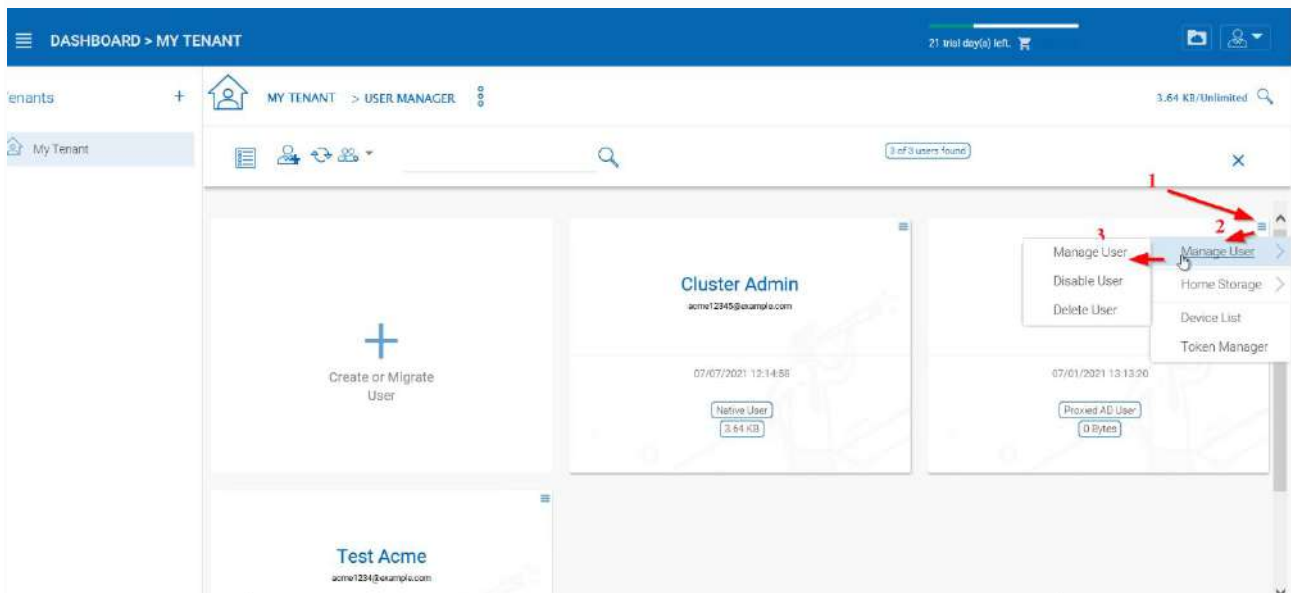 DASHBOARD > MY TENANT
21 trial day(s) left.
enants +
MY TENANT > USER MANAGER
3.64 KB/Unlimited
My Tenant
3 of 3 users found
1
2
3
Manage User
Disable User
Delete User
Manage User
Home Storage
Device List
Token Manager
Create or Migrate
User
Cluster Admin
acme12345@example.com
07/07/2021 12:14:58
Native User
3.64 KB
07/01/2021 13:13:20
Proxied AD User
0 Bytes
Test Acme
acme1234@example.com